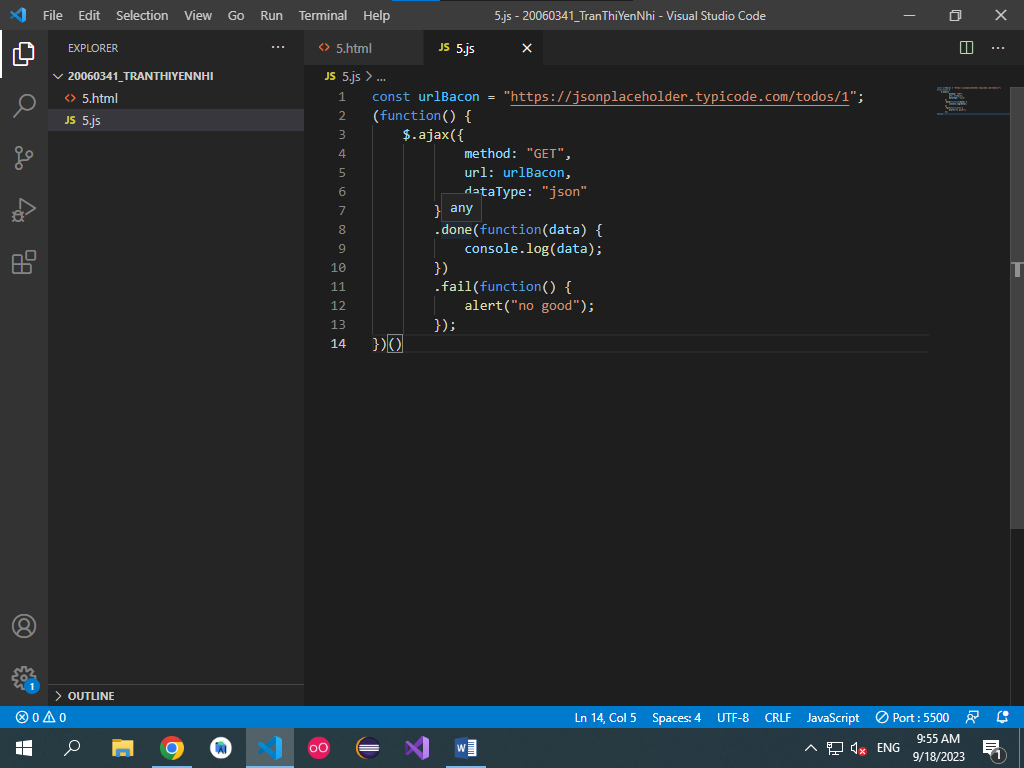 File Edit Selection View Go Run Terminal Help
5.js - 20060341_TranThiYenNhi - Visual Studio Code
EXPLORER
20060341_TRANTHIYENNHI
5.html
JS 5.js
5.html
JS 5.js
JS 5.js > ...
1 const urlBacon = "https://jsonplaceholder.typicode.com/todos/1";
2 (function() {
3 $.ajax({
4 method: "GET",
5 url: urlBacon,
6 dataType: "json"
7 }
any
8 .done(function(data) {
9 console.log(data);
10 })
11 .fail(function() {
12 alert("no good");
13 });
14 })()
OUTLINE
1
0 0
Ln 14, Col 5 Spaces: 4 UTF-8 CRLF JavaScript Port : 5500
W
ENG
9:55 AM
9/18/2023
1